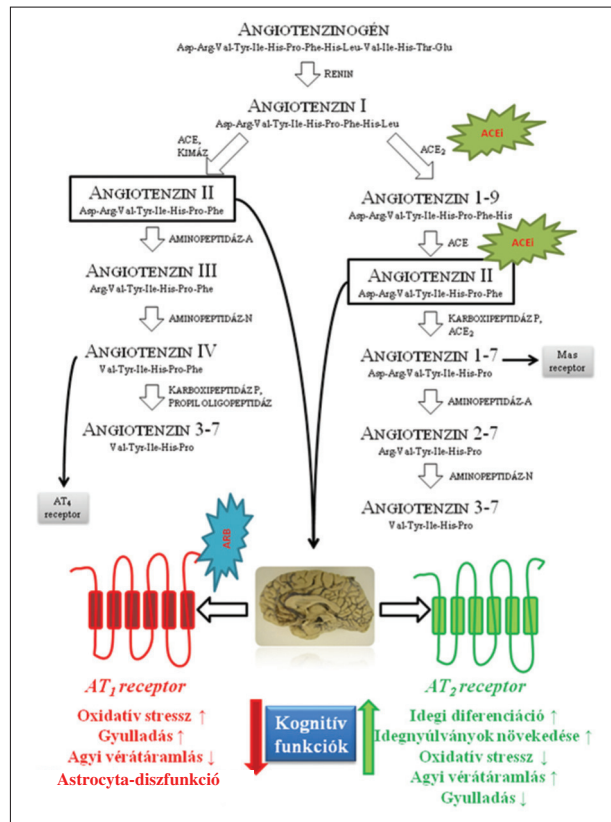 ANGIOTENZINOGÉN
Asp-Arg-Val-Tyr-Ile-His-Pro-Phe-His-Leu-Val-Ile-His-Thr-Glu
RENIN
ANGIOTENZIN I
Asp-Arg-Val-Tyr-Ile-His-Pro-Phe-His-Leu
ACE,
KIMÁZ
ANGIOTENZIN II
Asp-Arg-Val-Tyr-Ile-His-Pro-Phe
AMINOPEPTIDÁZ-A
ANGIOTENZIN III
Arg-Val-Tyr-Ile-His-Pro-Phe
AMINOPEPTIDÁZ-N
ANGIOTENZIN IV
Val-Tyr-Ile-His-Pro-Phe
KARBOXIPEPTIDÁZ P,
PROPIL OLIGOPEPTIDÁZ
ANGIOTENZIN 3-7
Val-Tyr-Ile-His-Pro
AT₄
receptor
ACE₂
ACEi
ANGIOTENZIN 1-9
Asp-Arg-Val-Tyr-Ile-His-Pro-Phe-His
ACE
ACEi
ANGIOTENZIN II
Asp-Arg-Val-Tyr-Ile-His-Pro-Phe
KARBOXIPEPTIDÁZ P,
ACE₂
ANGIOTENZIN 1-7
Asp-Arg-Val-Tyr-Ile-His-Pro
Mas
receptor
AMINOPEPTIDÁZ-A
ANGIOTENZIN 2-7
Arg-Val-Tyr-Ile-His-Pro
AMINOPEPTIDÁZ-N
ANGIOTENZIN 3-7
Val-Tyr-Ile-His-Pro
ARB
AT₁ receptor
Oxidatív stressz ↑
Gyulladás ↑
Agyi vérátáramlás ↓
Astrocyta-diszfunkció
Kognitív
funkciók
AT₂ receptor
Idegi diferenciáció ↑
Idegnyúlványok növekedése ↑
Oxidatív stressz ↓
Agyi vérátáramlás ↑
Gyulladás ↓